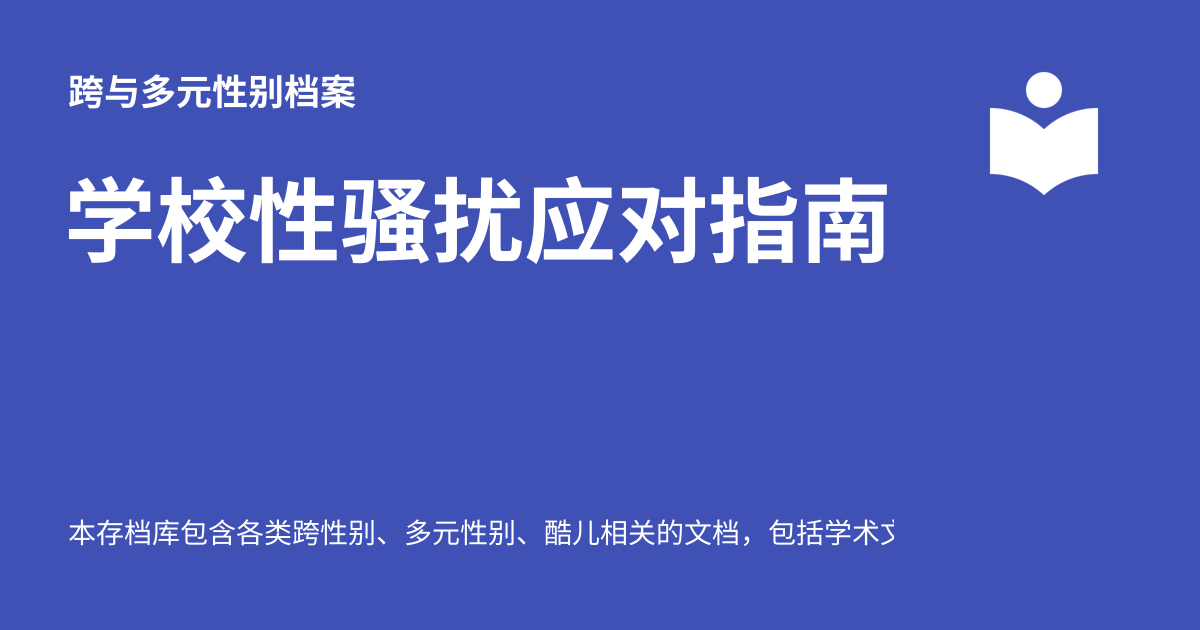 跨与多元性别档案
学校性骚扰应对指南
本存档库包含各类跨性别、多元性别、酷儿相关的文档，包括学术